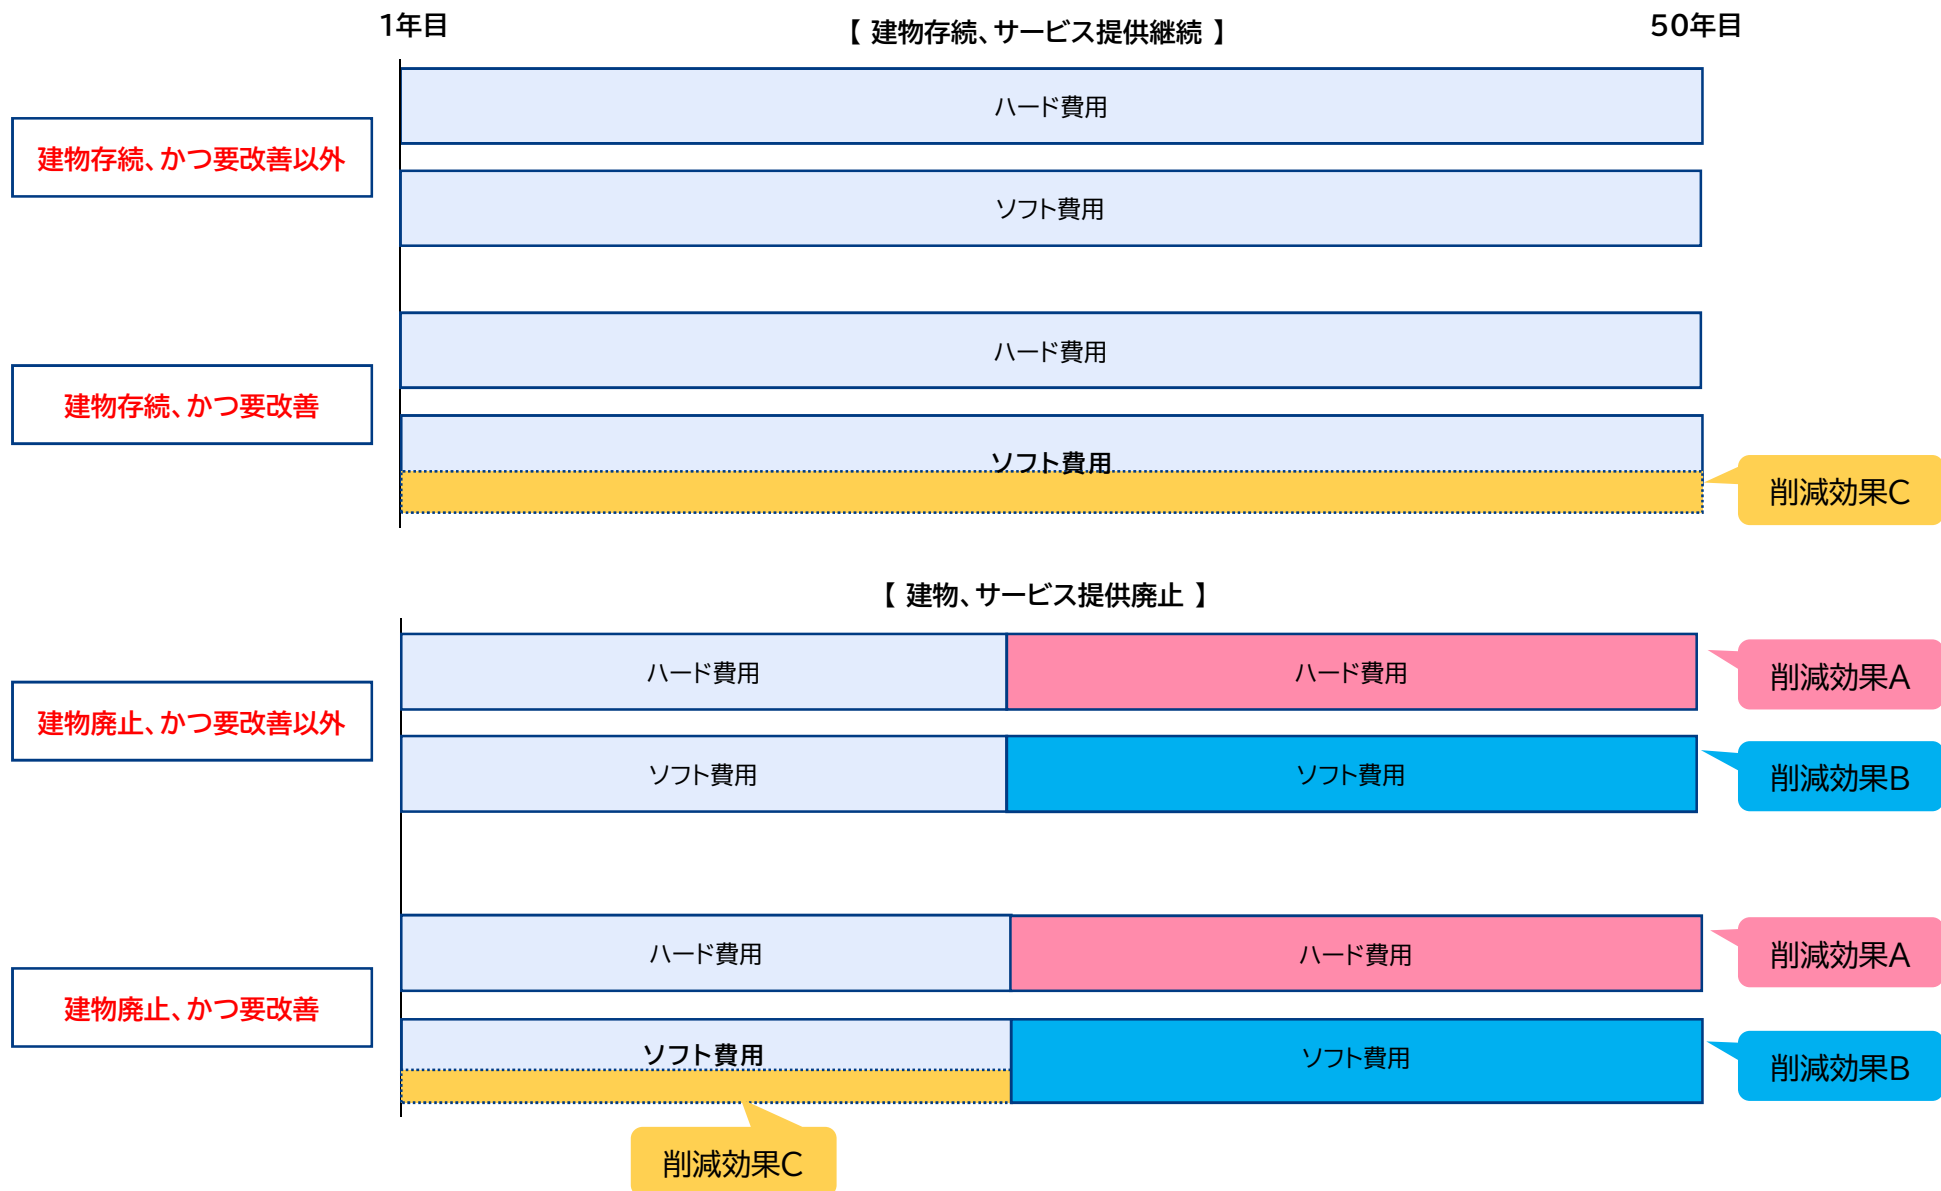 1年目
【 建物存続、サービス提供継続 】
50年目
ハード費用
建物存続、かつ要改善以外
ソフト費用
ハード費用
建物存続、かつ要改善
ソフト費用
削減効果C
【 建物、サービス提供廃止 】
ハード費用
ハード費用
削減効果A
建物廃止、かつ要改善以外
ソフト費用
ソフト費用
削減効果B
ハード費用
ハード費用
削減効果A
建物廃止、かつ要改善
ソフト費用
ソフト費用
削減効果B
削減効果C